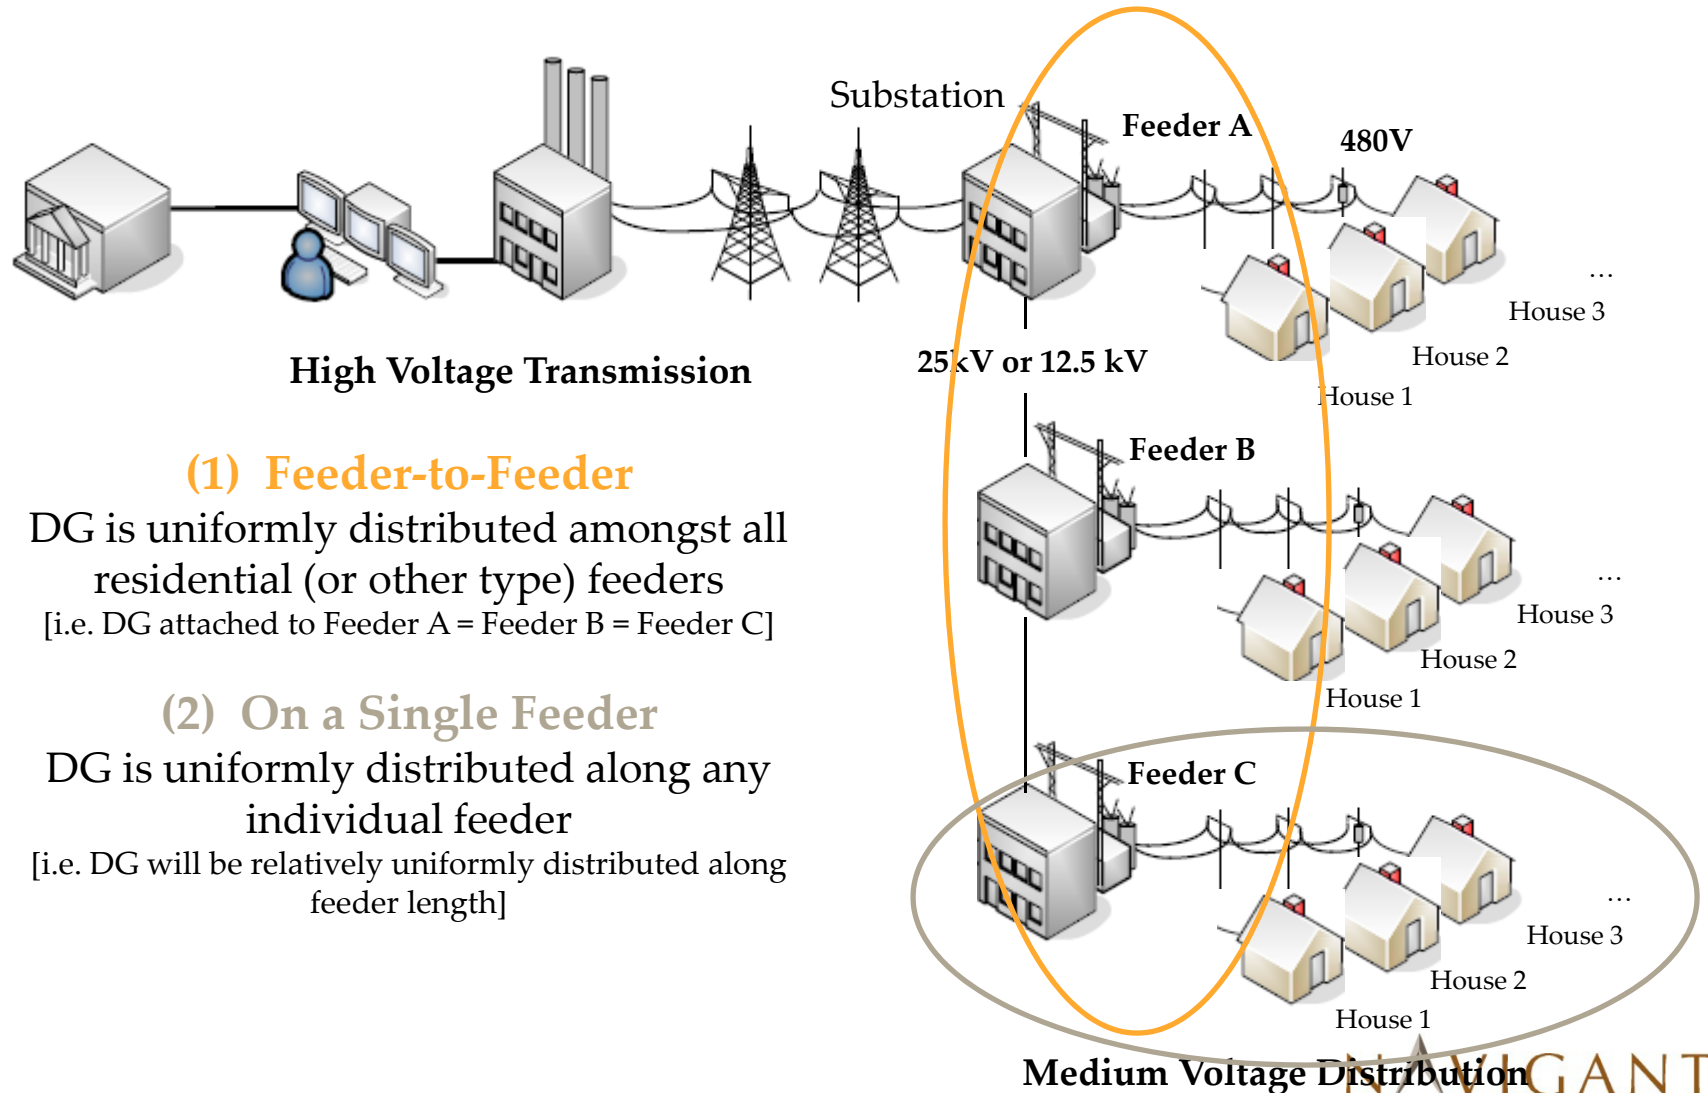 Substation
Feeder A
480V
...
House 3
House 2
House 1
High Voltage Transmission
25kV or 12.5 kV
(1) Feeder-to-Feeder
DG is uniformly distributed amongst all
residential (or other type) feeders
[i.e. DG attached to Feeder A = Feeder B = Feeder C]
Feeder B
...
House 3
House 2
House 1
(2) On a Single Feeder
DG is uniformly distributed along any
individual feeder
[i.e. DG will be relatively uniformly distributed along
feeder length]
Feeder C
...
House 3
House 2
House 1
Medium Voltage Distribution
NAVIGANT